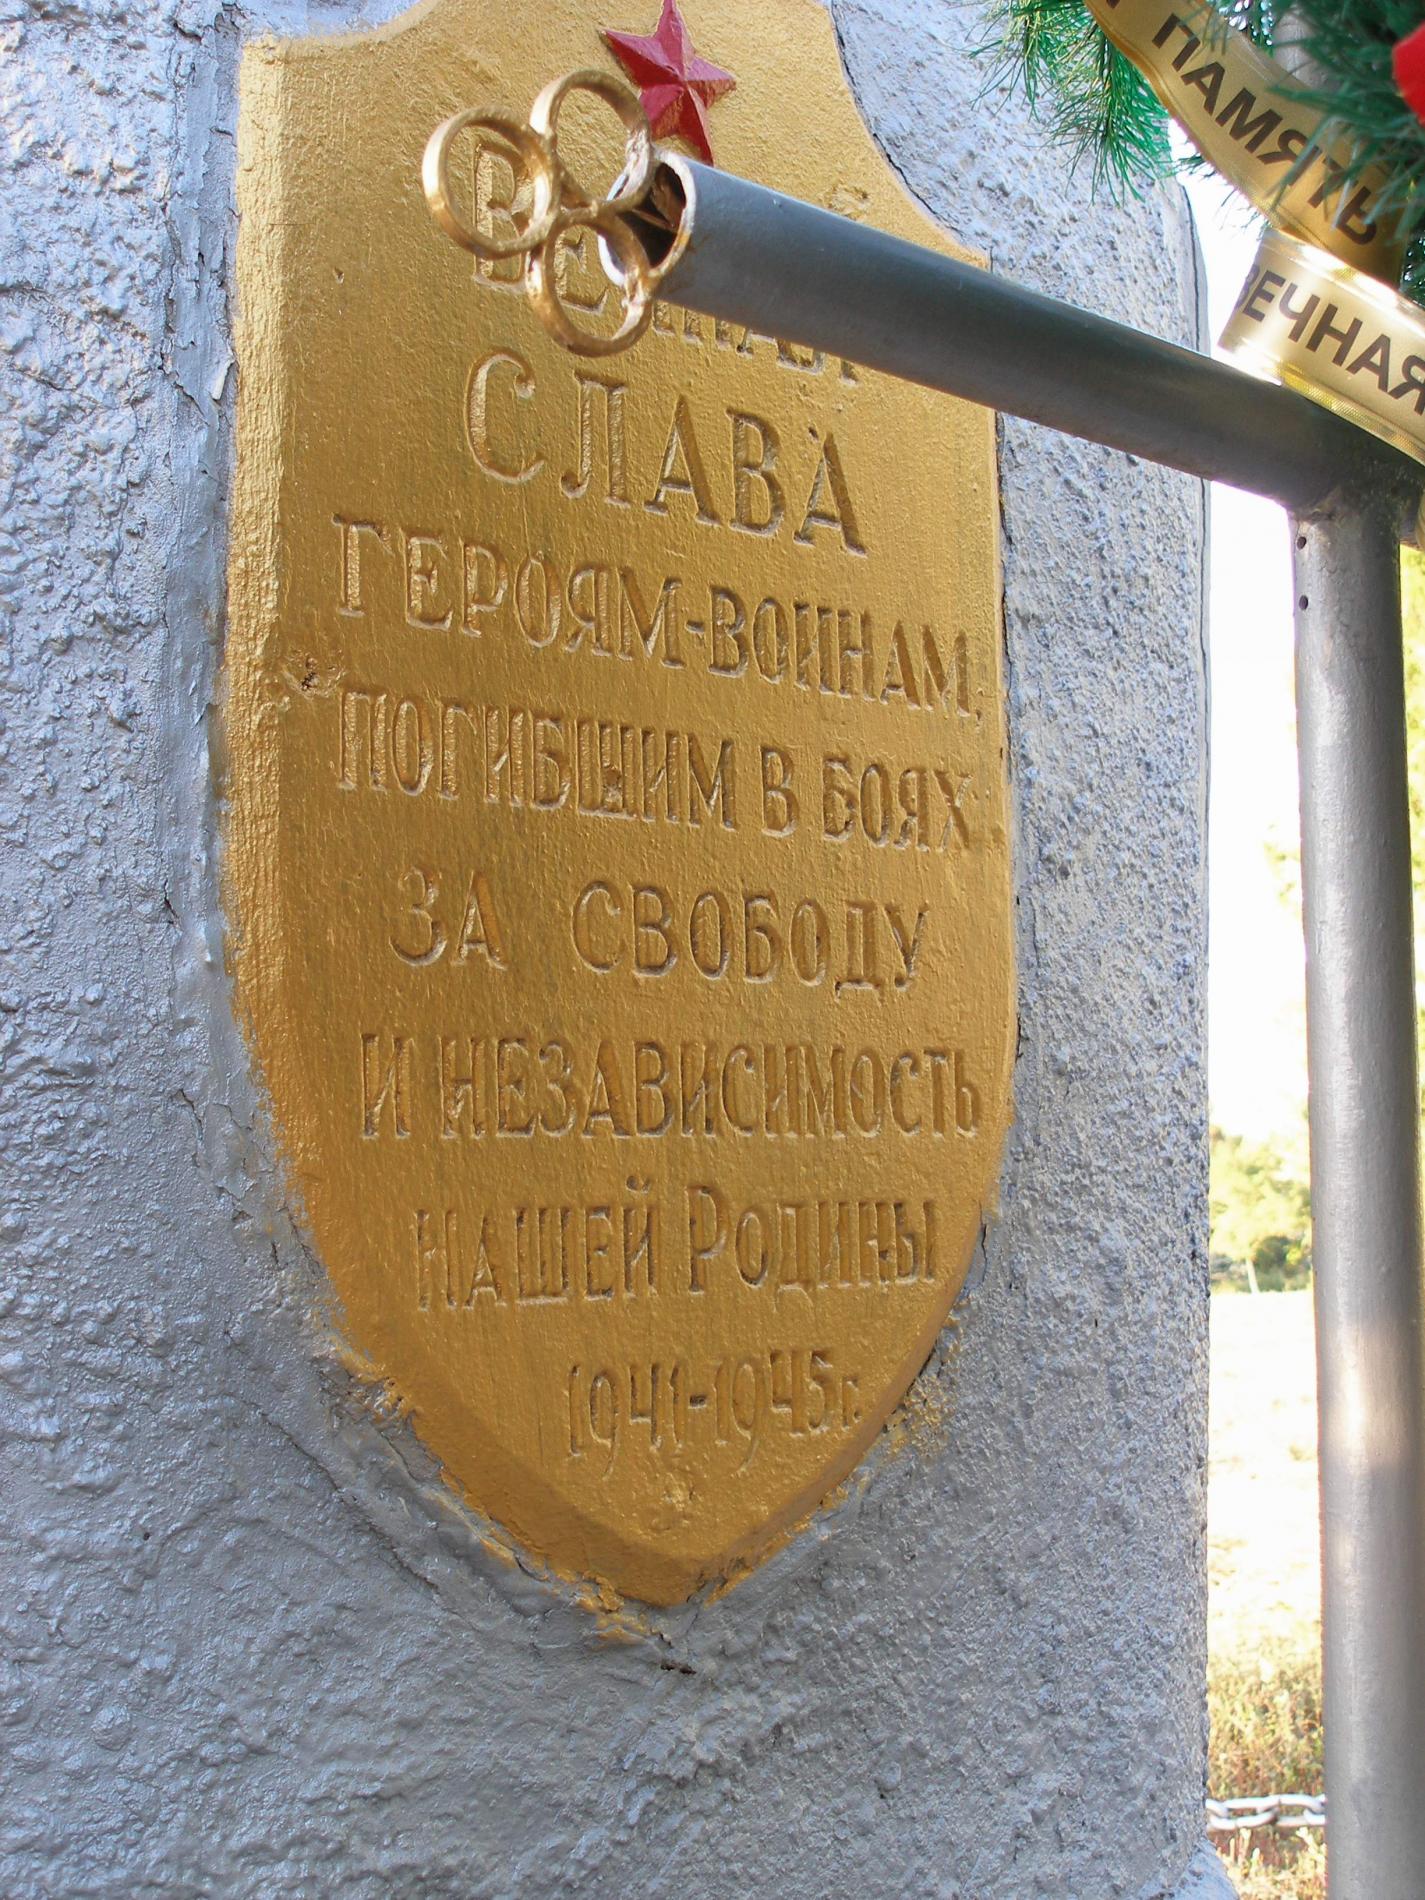 ПАМЯТЬ
ВЕЧНАЯ
СЛАВА
ГЕРОЯМ-ВОИНАМ,
ПОГИБШИМ В БОЯХ
ЗА СВОБОДУ
И НЕЗАВИСИМОСТЬ
НАШЕЙ РОДИНЫ
1941-1945г.